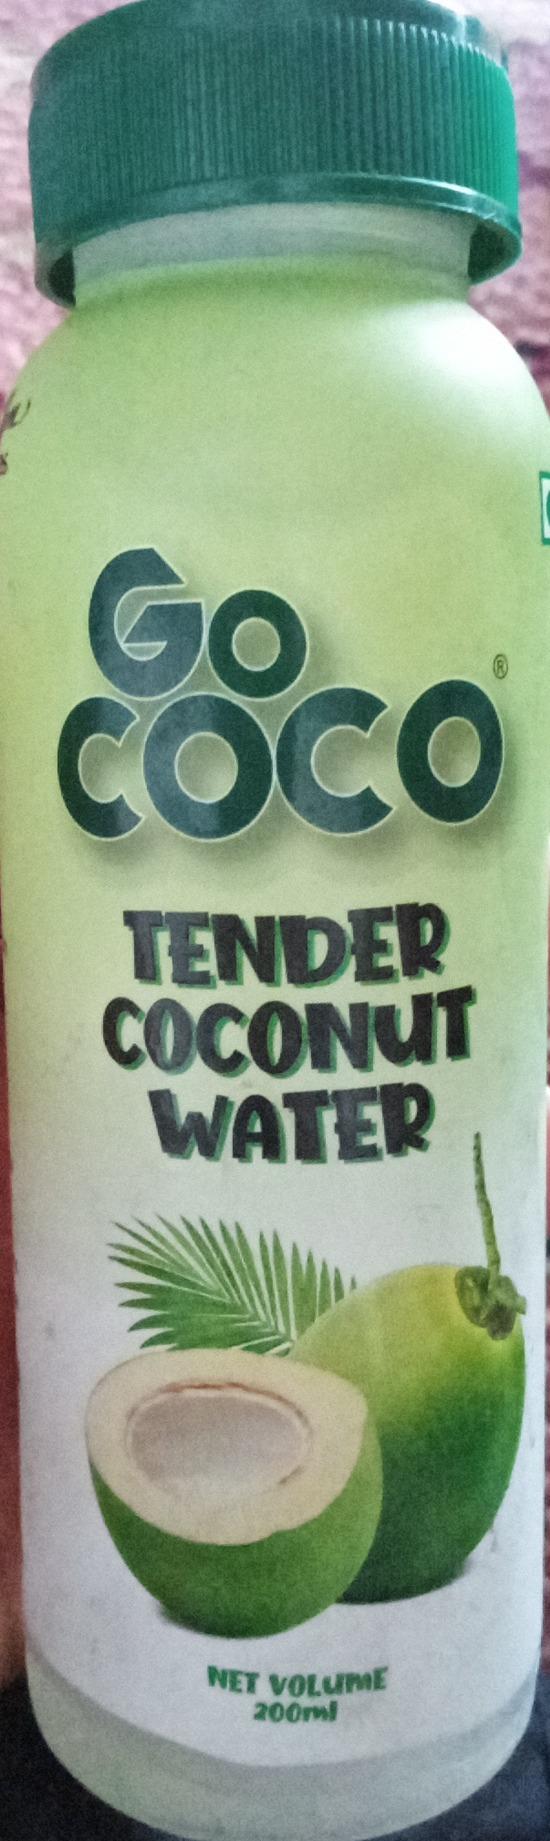 Go
COCO®
TENDER
COCONUT
WATER
NET VOLUME
200ml